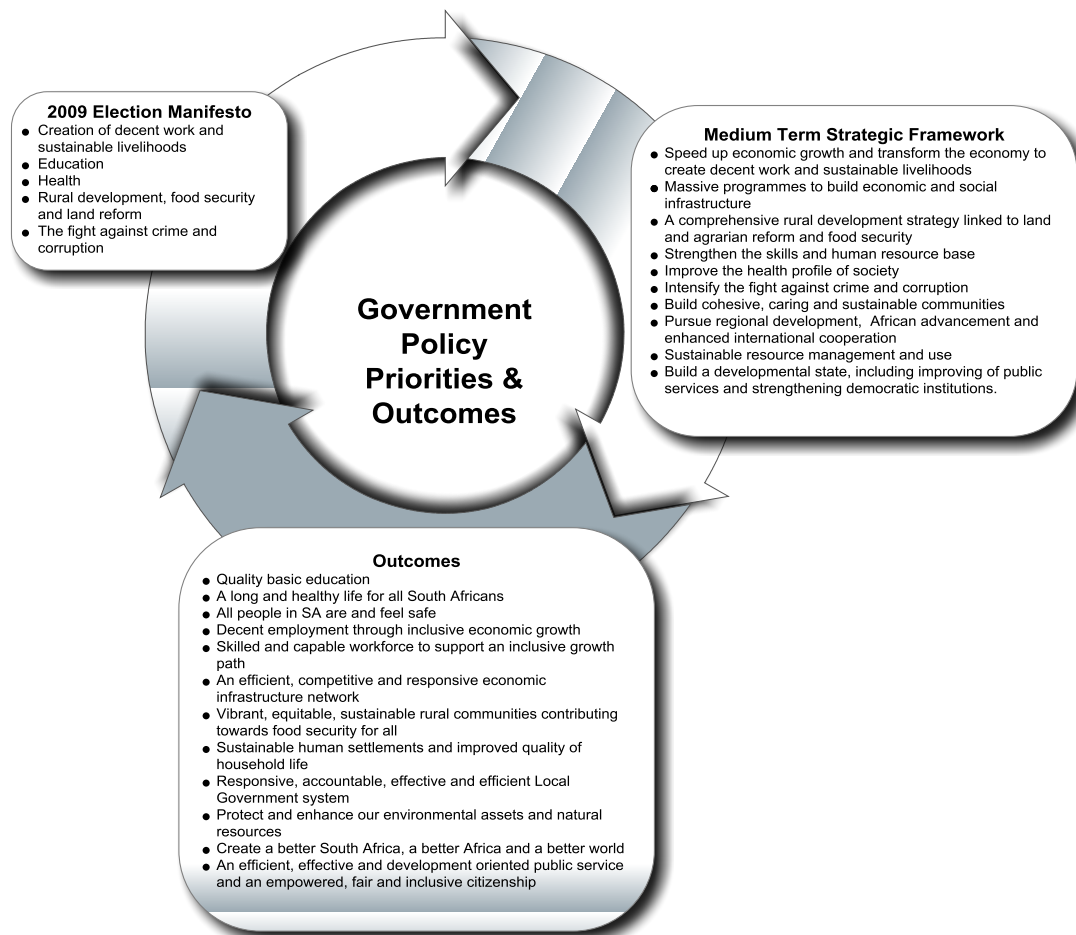 2009 Election Manifesto
● Creation of decent work and
sustainable livelihoods
● Education
● Health
● Rural development, food security
and land reform
● The fight against crime and
corruption
Medium Term Strategic Framework
● Speed up economic growth and transform the economy to
create decent work and sustainable livelihoods
● Massive programmes to build economic and social
infrastructure
● A comprehensive rural development strategy linked to land
and agrarian reform and food security
● Strengthen the skills and human resource base
● Improve the health profile of society
● Intensify the fight against crime and corruption
● Build cohesive, caring and sustainable communities
● Pursue regional development,  African advancement and
enhanced international cooperation
● Sustainable resource management and use
● Build a developmental state, including improving of public
services and strengthening democratic institutions.
Government
Policy
Priorities &
Outcomes
Outcomes
● Quality basic education
● A long and healthy life for all South Africans
● All people in SA are and feel safe
● Decent employment through inclusive economic growth
● Skilled and capable workforce to support an inclusive growth
path
● An efficient, competitive and responsive economic
infrastructure network
● Vibrant, equitable, sustainable rural communities contributing
towards food security for all
● Sustainable human settlements and improved quality of
household life
● Responsive, accountable, effective and efficient Local
Government system
● Protect and enhance our environmental assets and natural
resources
● Create a better South Africa, a better Africa and a better world
● An efficient, effective and development oriented public service
and an empowered, fair and inclusive citizenship